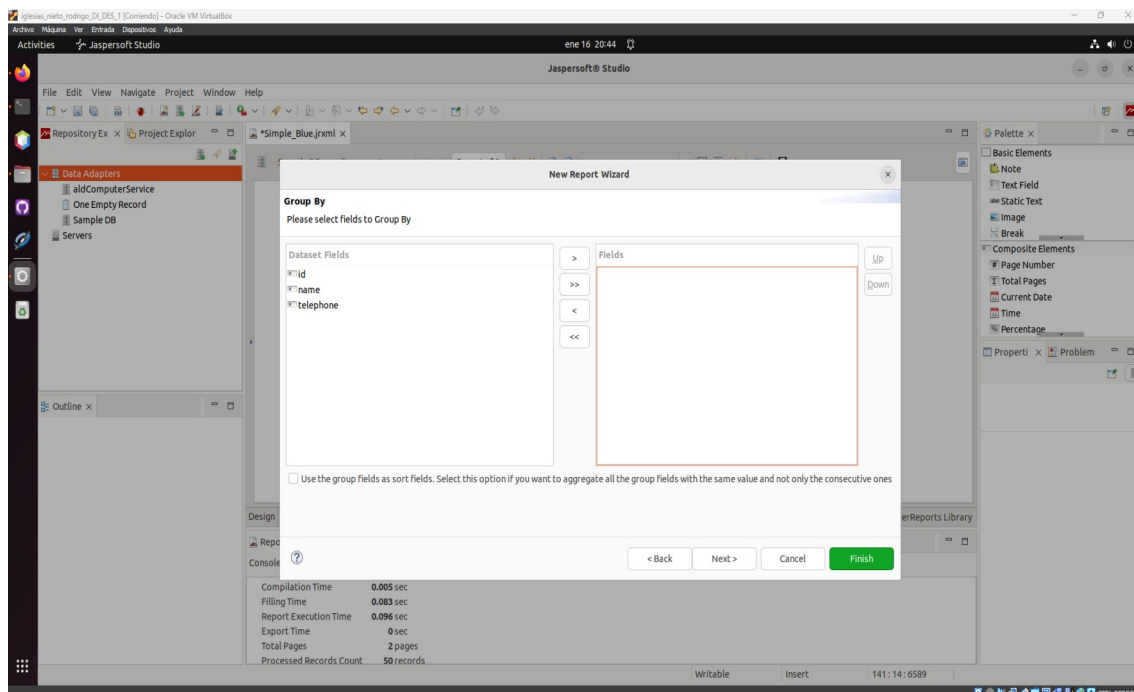 iglesias_nieto_rodrigo_DI_DES_1 [Corriendo] - Oracle VM VirtualBox
Archivo Máquina Ver Entrada Dispositivos Ayuda
Activities Jaspersoft Studio ene 16 20:44
Jaspersoft® Studio
File Edit View Navigate Project Window Help
Repository Ex Project Explor *Simple_Blue.jrxml Palette
Data Adapters
aldComputerService
One Empty Record
Sample DB
Servers
New Report Wizard
Group By
Please select fields to Group By
Dataset Fields
id
name
telephone
>
>>
<
<<
Fields
Up
Down
Use the group fields as sort fields. Select this option if you want to aggregate all the group fields with the same value and not only the consecutive ones
< Back Next > Cancel Finish
Basic Elements
Note
Text Field
Static Text
Image
Break
Composite Elements
Page Number
Total Pages
Current Date
Time
Percentage
Properti Problem
Outline
Design erReports Library
Repo
Console
Compilation Time 0.005 sec
Filling Time 0.083 sec
Report Execution Time 0.096 sec
Export Time 0 sec
Total Pages 2 pages
Processed Records Count 50 records
Writable Insert 141 : 14 : 6589